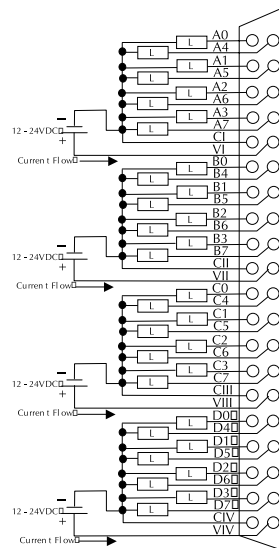 L A0
L A4
L A1
L A5
L A2
L A6
L A3
L A7
CI
VI
−
12 - 24VDC▯
+
Current Flow▯
L B0
L B4
L B1
L B5
L B2
L B6
L B3
L B7
CII
VII
−
12 - 24VDC▯
+
Current Flow▯
L C0
L C4
L C1
L C5
L C2
L C6
L C3
L C7
CIII
VIII
−
12 - 24VDC▯
+
Current Flow▯
L D0▯
L D4▯
L D1▯
L D5▯
L D2▯
L D6▯
L D3▯
L D7▯
CIV
VIV
−
12 - 24VDC▯
+
Current Flow▯